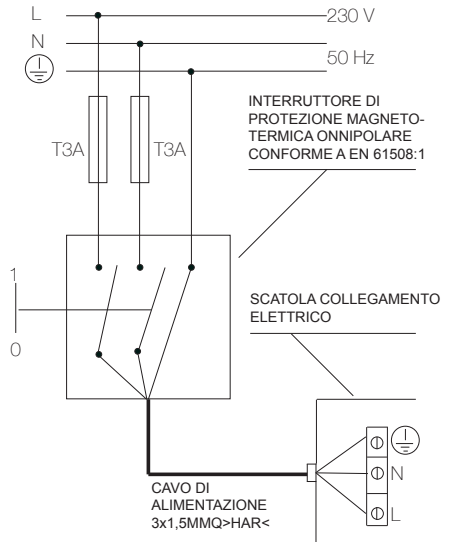 L
230 V
N
50 Hz
INTERRUTTORE DI
PROTEZIONE MAGNETO-
TERMICA ONNIPOLARE
CONFORME A EN 61508:1
T3A
T3A
1
0
SCATOLA COLLEGAMENTO
ELETTRICO
N
L
CAVO DI
ALIMENTAZIONE
3x1,5MMQ>HAR<